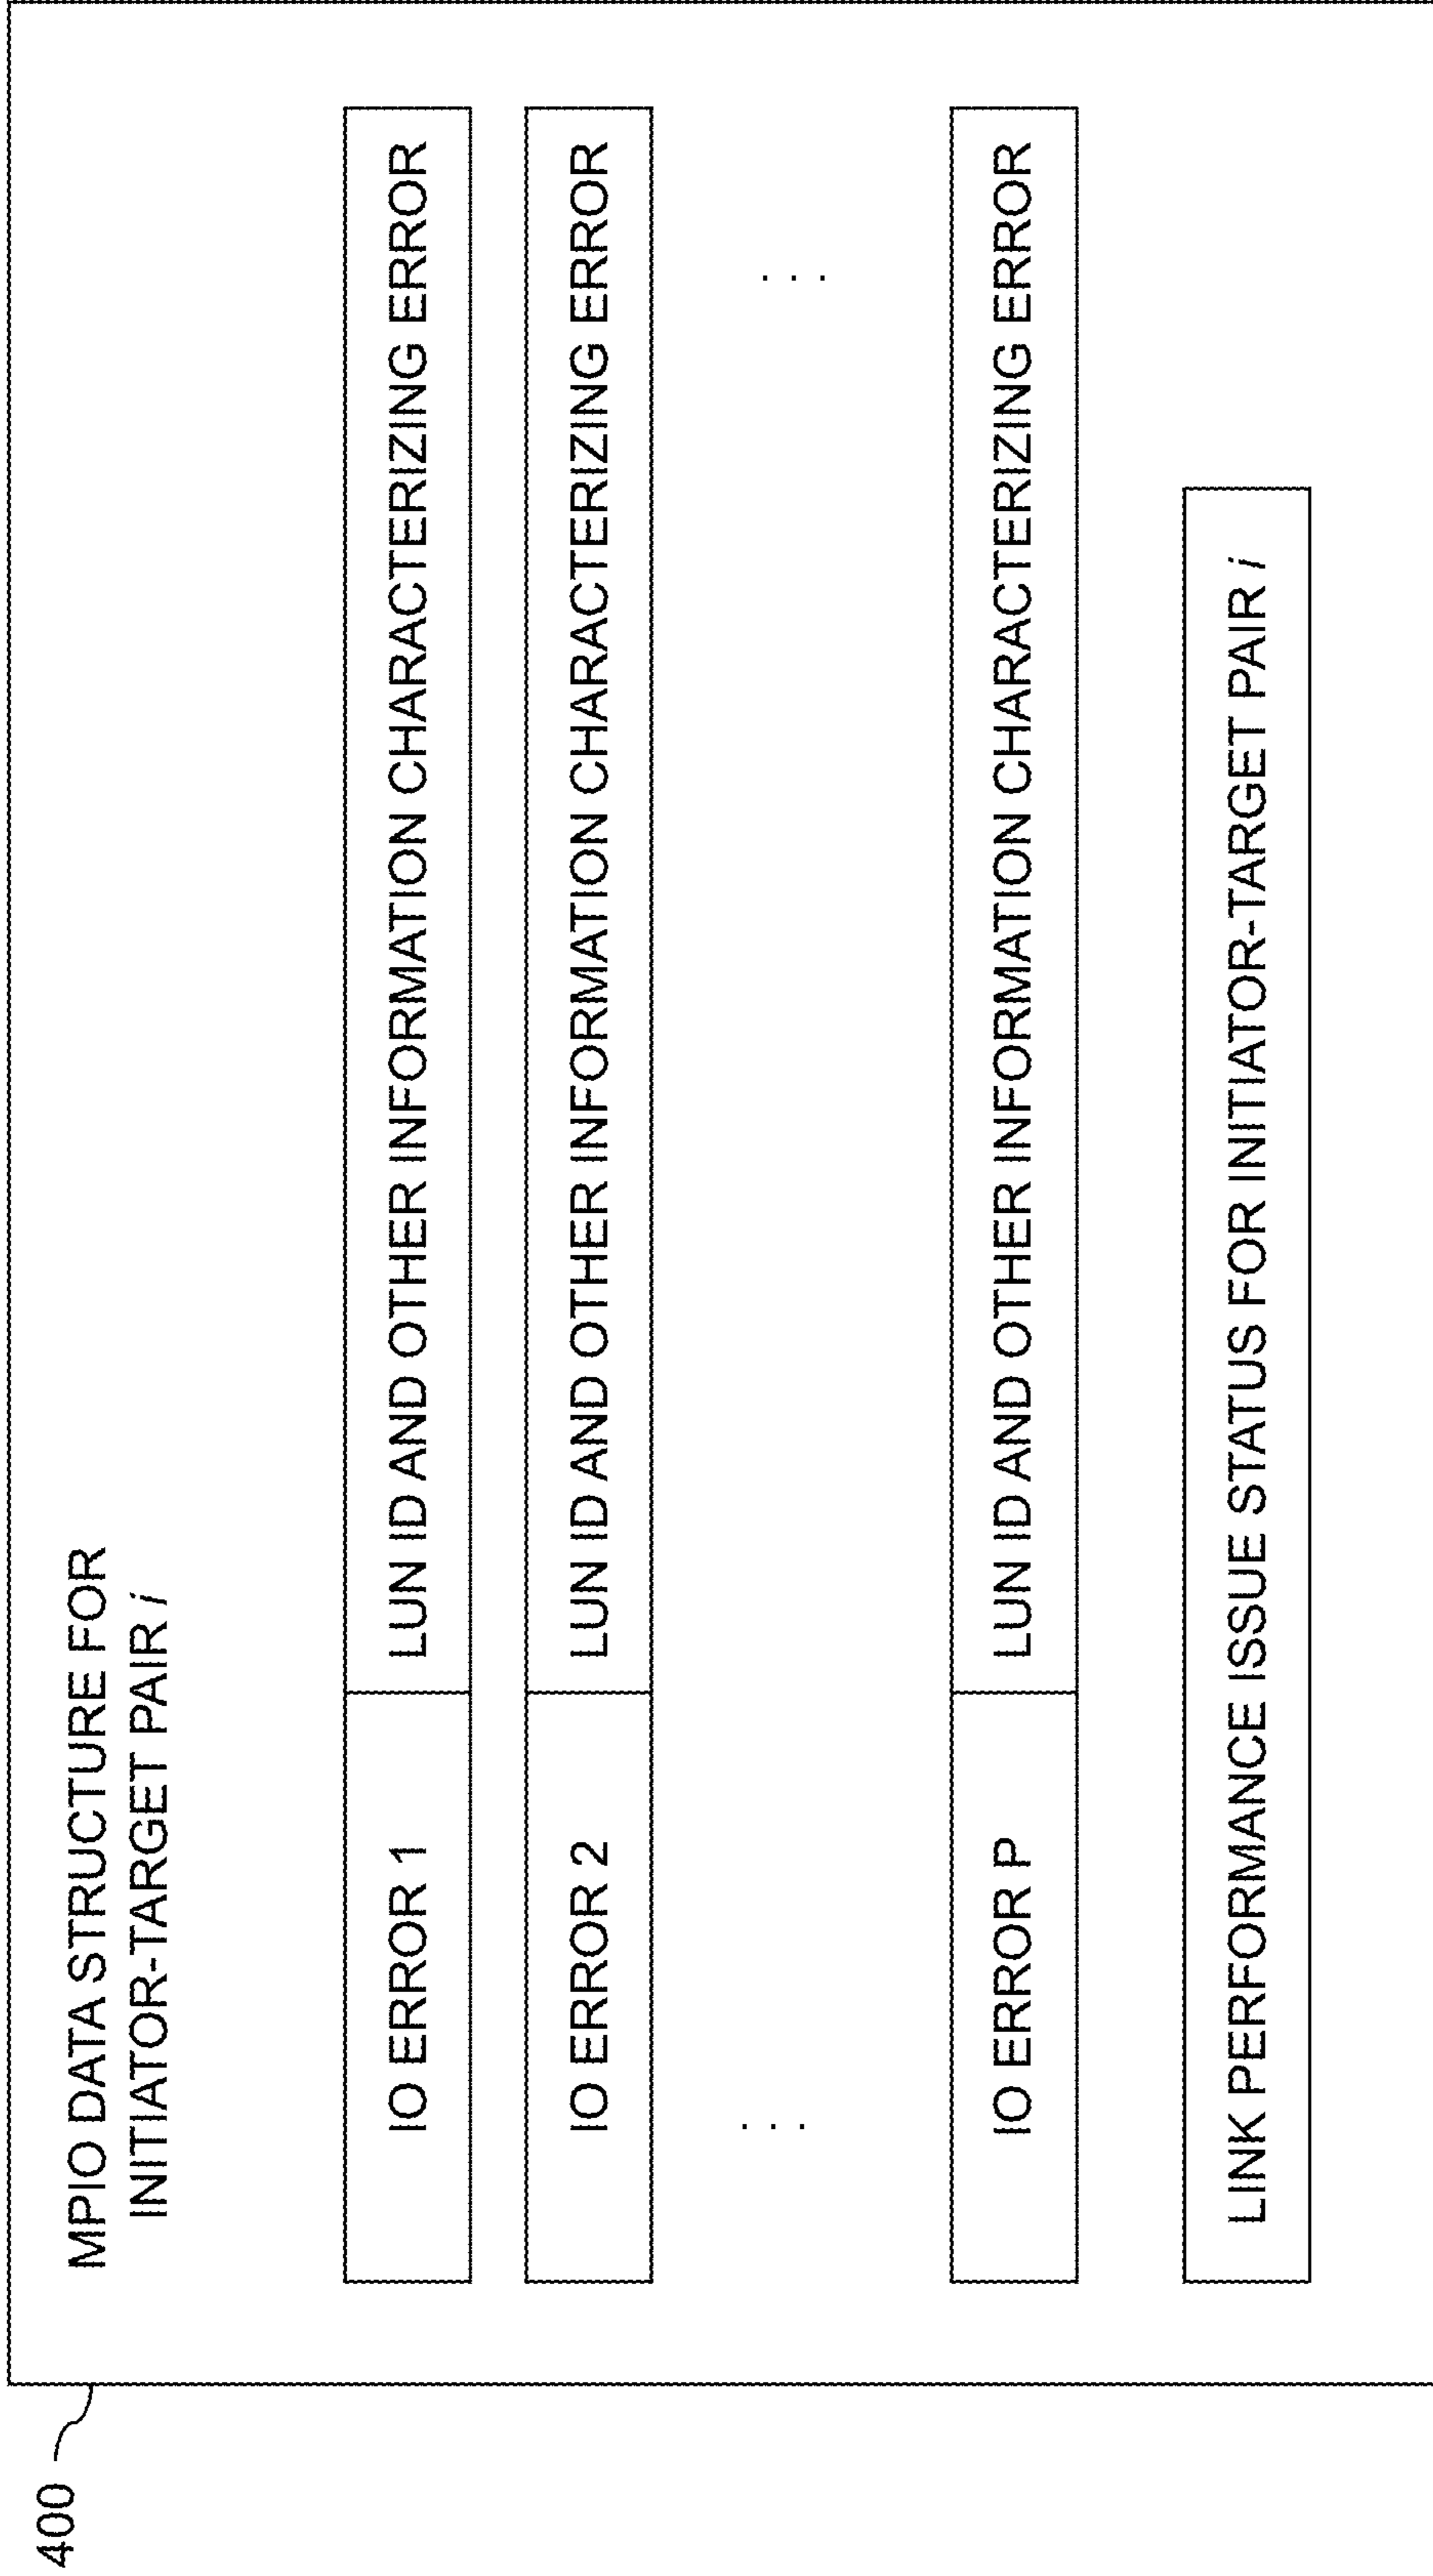 400
MPIO DATA STRUCTURE FOR
INITIATOR-TARGET PAIR i
IO ERROR 1 LUN ID AND OTHER INFORMATION CHARACTERIZING ERROR
IO ERROR 2 LUN ID AND OTHER INFORMATION CHARACTERIZING ERROR
. . . . . .
IO ERROR P LUN ID AND OTHER INFORMATION CHARACTERIZING ERROR
LINK PERFORMANCE ISSUE STATUS FOR INITIATOR-TARGET PAIR i